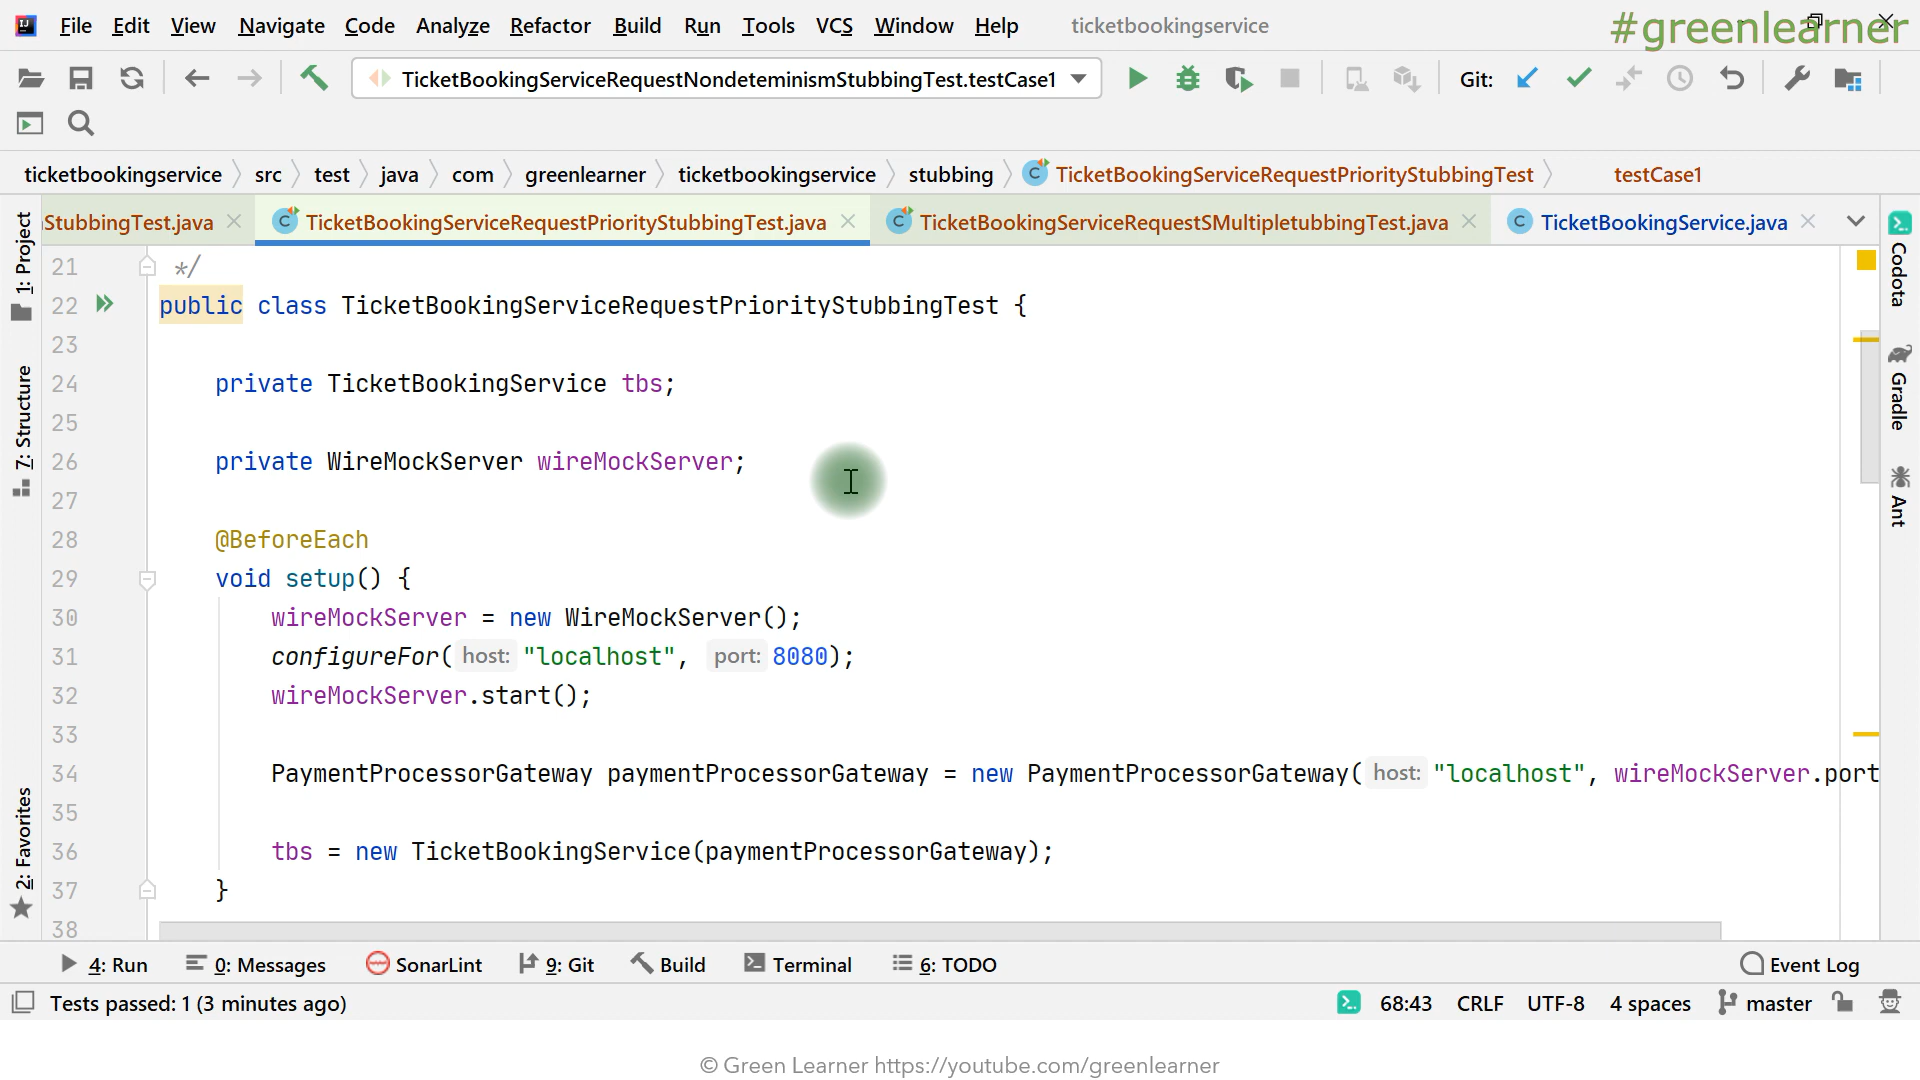 File Edit View Navigate Code Analyze Refactor Build Run Tools VCS Window Help ticketbookingservice
#greenlearner
TicketBookingServiceRequestNondeteminismStubbingTest.testCase1 Git:
ticketbookingservice src test java com greenlearner ticketbookingservice stubbing TicketBookingServiceRequestPriorityStubbingTest testCase1
StubbingTest.java TicketBookingServiceRequestPriorityStubbingTest.java TicketBookingServiceRequestSMultipletubbingTest.java TicketBookingService.java
1: Project
7: Structure
2: Favorites
21 */
22 public class TicketBookingServiceRequestPriorityStubbingTest {
23
24 private TicketBookingService tbs;
25
26 private WireMockServer wireMockServer;
27
28 @BeforeEach
29 void setup() {
30 wireMockServer = new WireMockServer();
31 configureFor( host: "localhost", port: 8080);
32 wireMockServer.start();
33
34 PaymentProcessorGateway paymentProcessorGateway = new PaymentProcessorGateway( host: "localhost", wireMockServer.port
35
36 tbs = new TicketBookingService(paymentProcessorGateway);
37 }
38
Codota
Gradle
Ant
4: Run 0: Messages SonarLint 9: Git Build Terminal 6: TODO Event Log
Tests passed: 1 (3 minutes ago) 68:43 CRLF UTF-8 4 spaces master
© Green Learner https://youtube.com/greenlearner